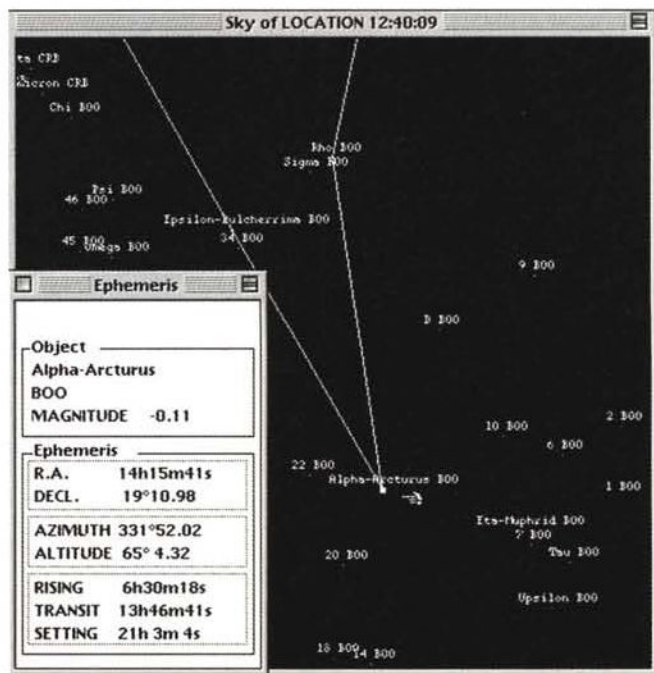 Sky of LOCATION 12:40:09
ta CRB
Chi BOO
Rho BOO
Sigma BOO
Psi BOO
46 BOO
Epsilon-Pulcherrima BOO
34 BOO
45 BOO
Omega BOO
9 BOO
D BOO
2 BOO
10 BOO
6 BOO
22 BOO
Alpha-Arcturus BOO
1 BOO
Eta-Muphrid BOO
Tau BOO
20 BOO
Upsilon BOO
18 BOO
14 BOO
Ephemeris
Object
Alpha-Arcturus
BOO
MAGNITUDE -0.11
Ephemeris
R.A. 14h15m41s
DECL. 19°10.98
AZIMUTH 331°52.02
ALTITUDE 65° 4.32
RISING 6h30m18s
TRANSIT 13h46m41s
SETTING 21h 3m 4s